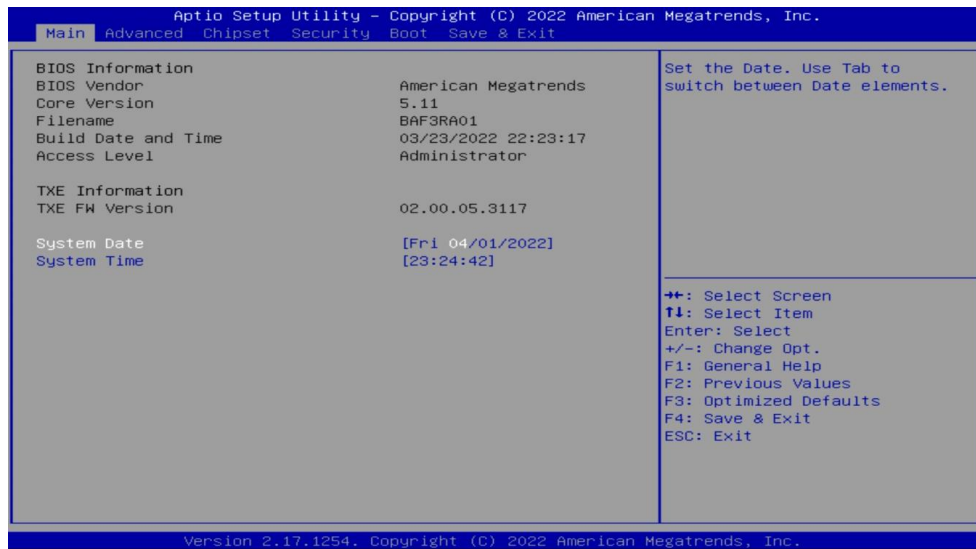 Aptio Setup Utility – Copyright (C) 2022 American Megatrends, Inc.
Main Advanced Chipset Security Boot Save & Exit
BIOS Information
BIOS Vendor American Megatrends
Core Version 5.11
Filename BAF3RA01
Build Date and Time 03/23/2022 22:23:17
Access Level Administrator
TXE Information
TXE FW Version 02.00.05.3117
System Date [Fri 04/01/2022]
System Time [23:24:42]
Set the Date. Use Tab to
switch between Date elements.
→←: Select Screen
↑↓: Select Item
Enter: Select
+/-: Change Opt.
F1: General Help
F2: Previous Values
F3: Optimized Defaults
F4: Save & Exit
ESC: Exit
Version 2.17.1254. Copyright (C) 2022 American Megatrends, Inc.